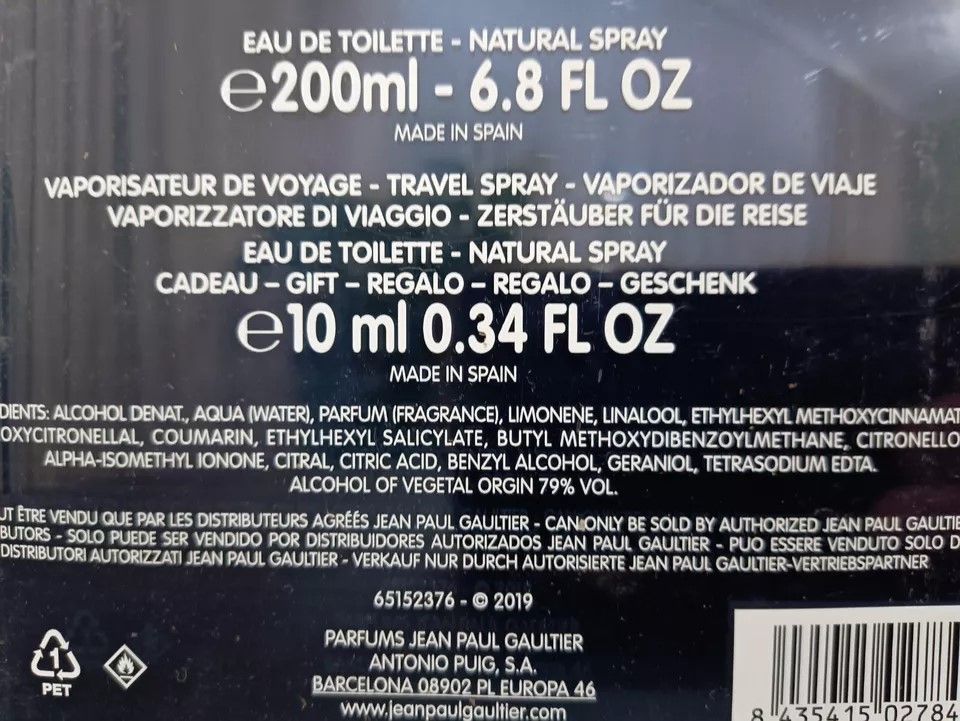 EAU DE TOILETTE - NATURAL SPRAY
℮200ml - 6.8 FL OZ
MADE IN SPAIN
VAPORISATEUR DE VOYAGE - TRAVEL SPRAY - VAPORIZADOR DE VIAJE
VAPORIZZATORE DI VIAGGIO - ZERSTÄUBER FÜR DIE REISE
EAU DE TOILETTE - NATURAL SPRAY
CADEAU – GIFT – REGALO – REGALO – GESCHENK
℮10 ml 0.34 FL OZ
MADE IN SPAIN
DIENTS: ALCOHOL DENAT., AQUA (WATER), PARFUM (FRAGRANCE), LIMONENE, LINALOOL, ETHYLHEXYL METHOXYCINNAMAT
OXYCITRONELLAL, COUMARIN, ETHYLHEXYL SALICYLATE, BUTYL METHOXYDIBENZOYLMETHANE, CITRONELLO
ALPHA-ISOMETHYL IONONE, CITRAL, CITRIC ACID, BENZYL ALCOHOL, GERANIOL, TETRASODIUM EDTA.
ALCOHOL OF VEGETAL ORGIN 79% VOL.
UT ÊTRE VENDU QUE PAR LES DISTRIBUTEURS AGRÉÉS JEAN PAUL GAULTIER - CAN ONLY BE SOLD BY AUTHORIZED JEAN PAUL GAULTIE
BUTORS - SOLO PUEDE SER VENDIDO POR DISTRIBUIDORES AUTORIZADOS JEAN PAUL GAULTIER - PUO ESSERE VENDUTO SOLO D
DISTRIBUTORI AUTORIZZATI JEAN PAUL GAULTIER - VERKAUF NUR DURCH AUTORISIERTE JEAN PAUL GAULTIER-VERTRIEBSPARTNER
65152376 - © 2019
PARFUMS JEAN PAUL GAULTIER
ANTONIO PUIG, S.A.
BARCELONA 08902 PL EUROPA 46
www.jeanpaulgaultier.com
1
PET
8 435415 02784